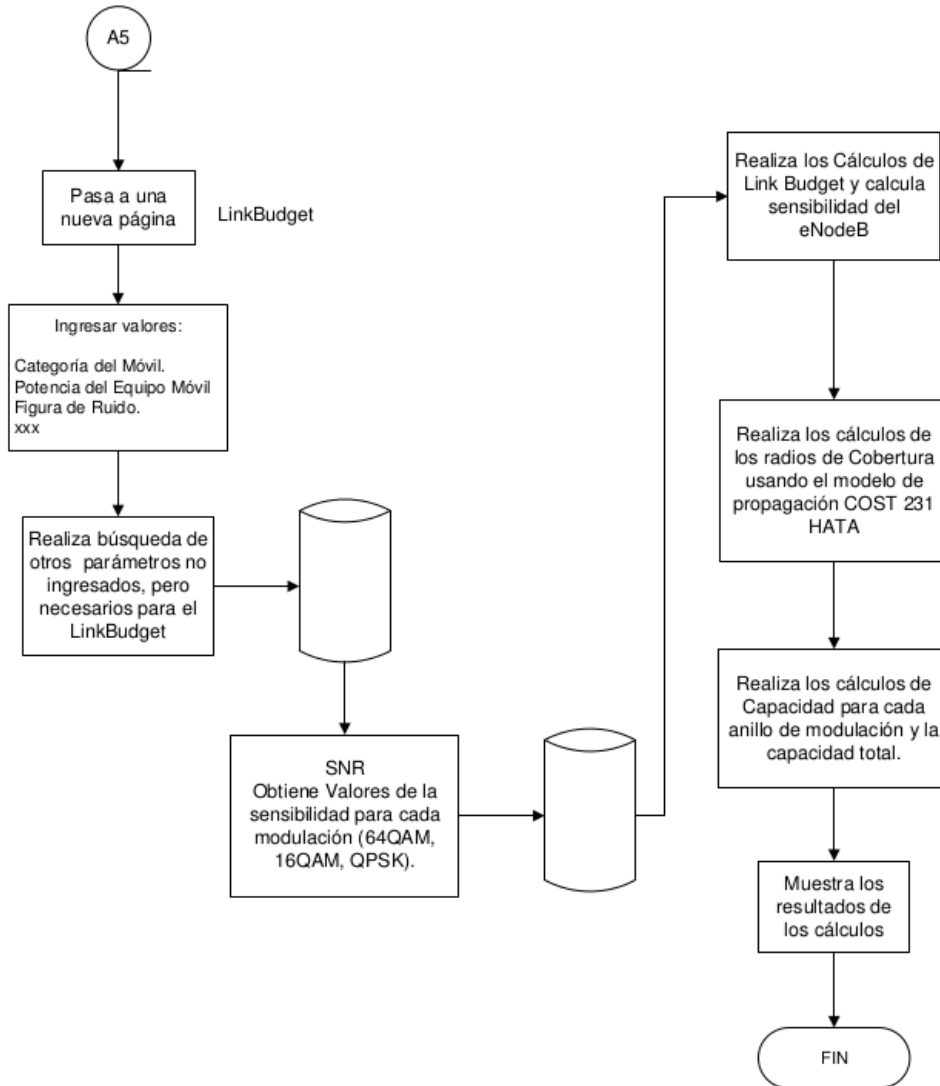 A5
Pasa a una
nueva página
LinkBudget
Ingresar valores:
Categoría del Móvil.
Potencia del Equipo Móvil
Figura de Ruido.
xxx
Realiza búsqueda de
otros parámetros no
ingresados, pero
necesarios para el
LinkBudget
SNR
Obtiene Valores de la
sensibilidad para cada
modulación (64QAM,
16QAM, QPSK).
Realiza los Cálculos de
Link Budget y calcula
sensibilidad del
eNodeB
Realiza los cálculos de
los radios de Cobertura
usando el modelo de
propagación COST 231
HATA
Realiza los cálculos de
Capacidad para cada
anillo de modulación y la
capacidad total.
Muestra los
resultados de
los cálculos
FIN